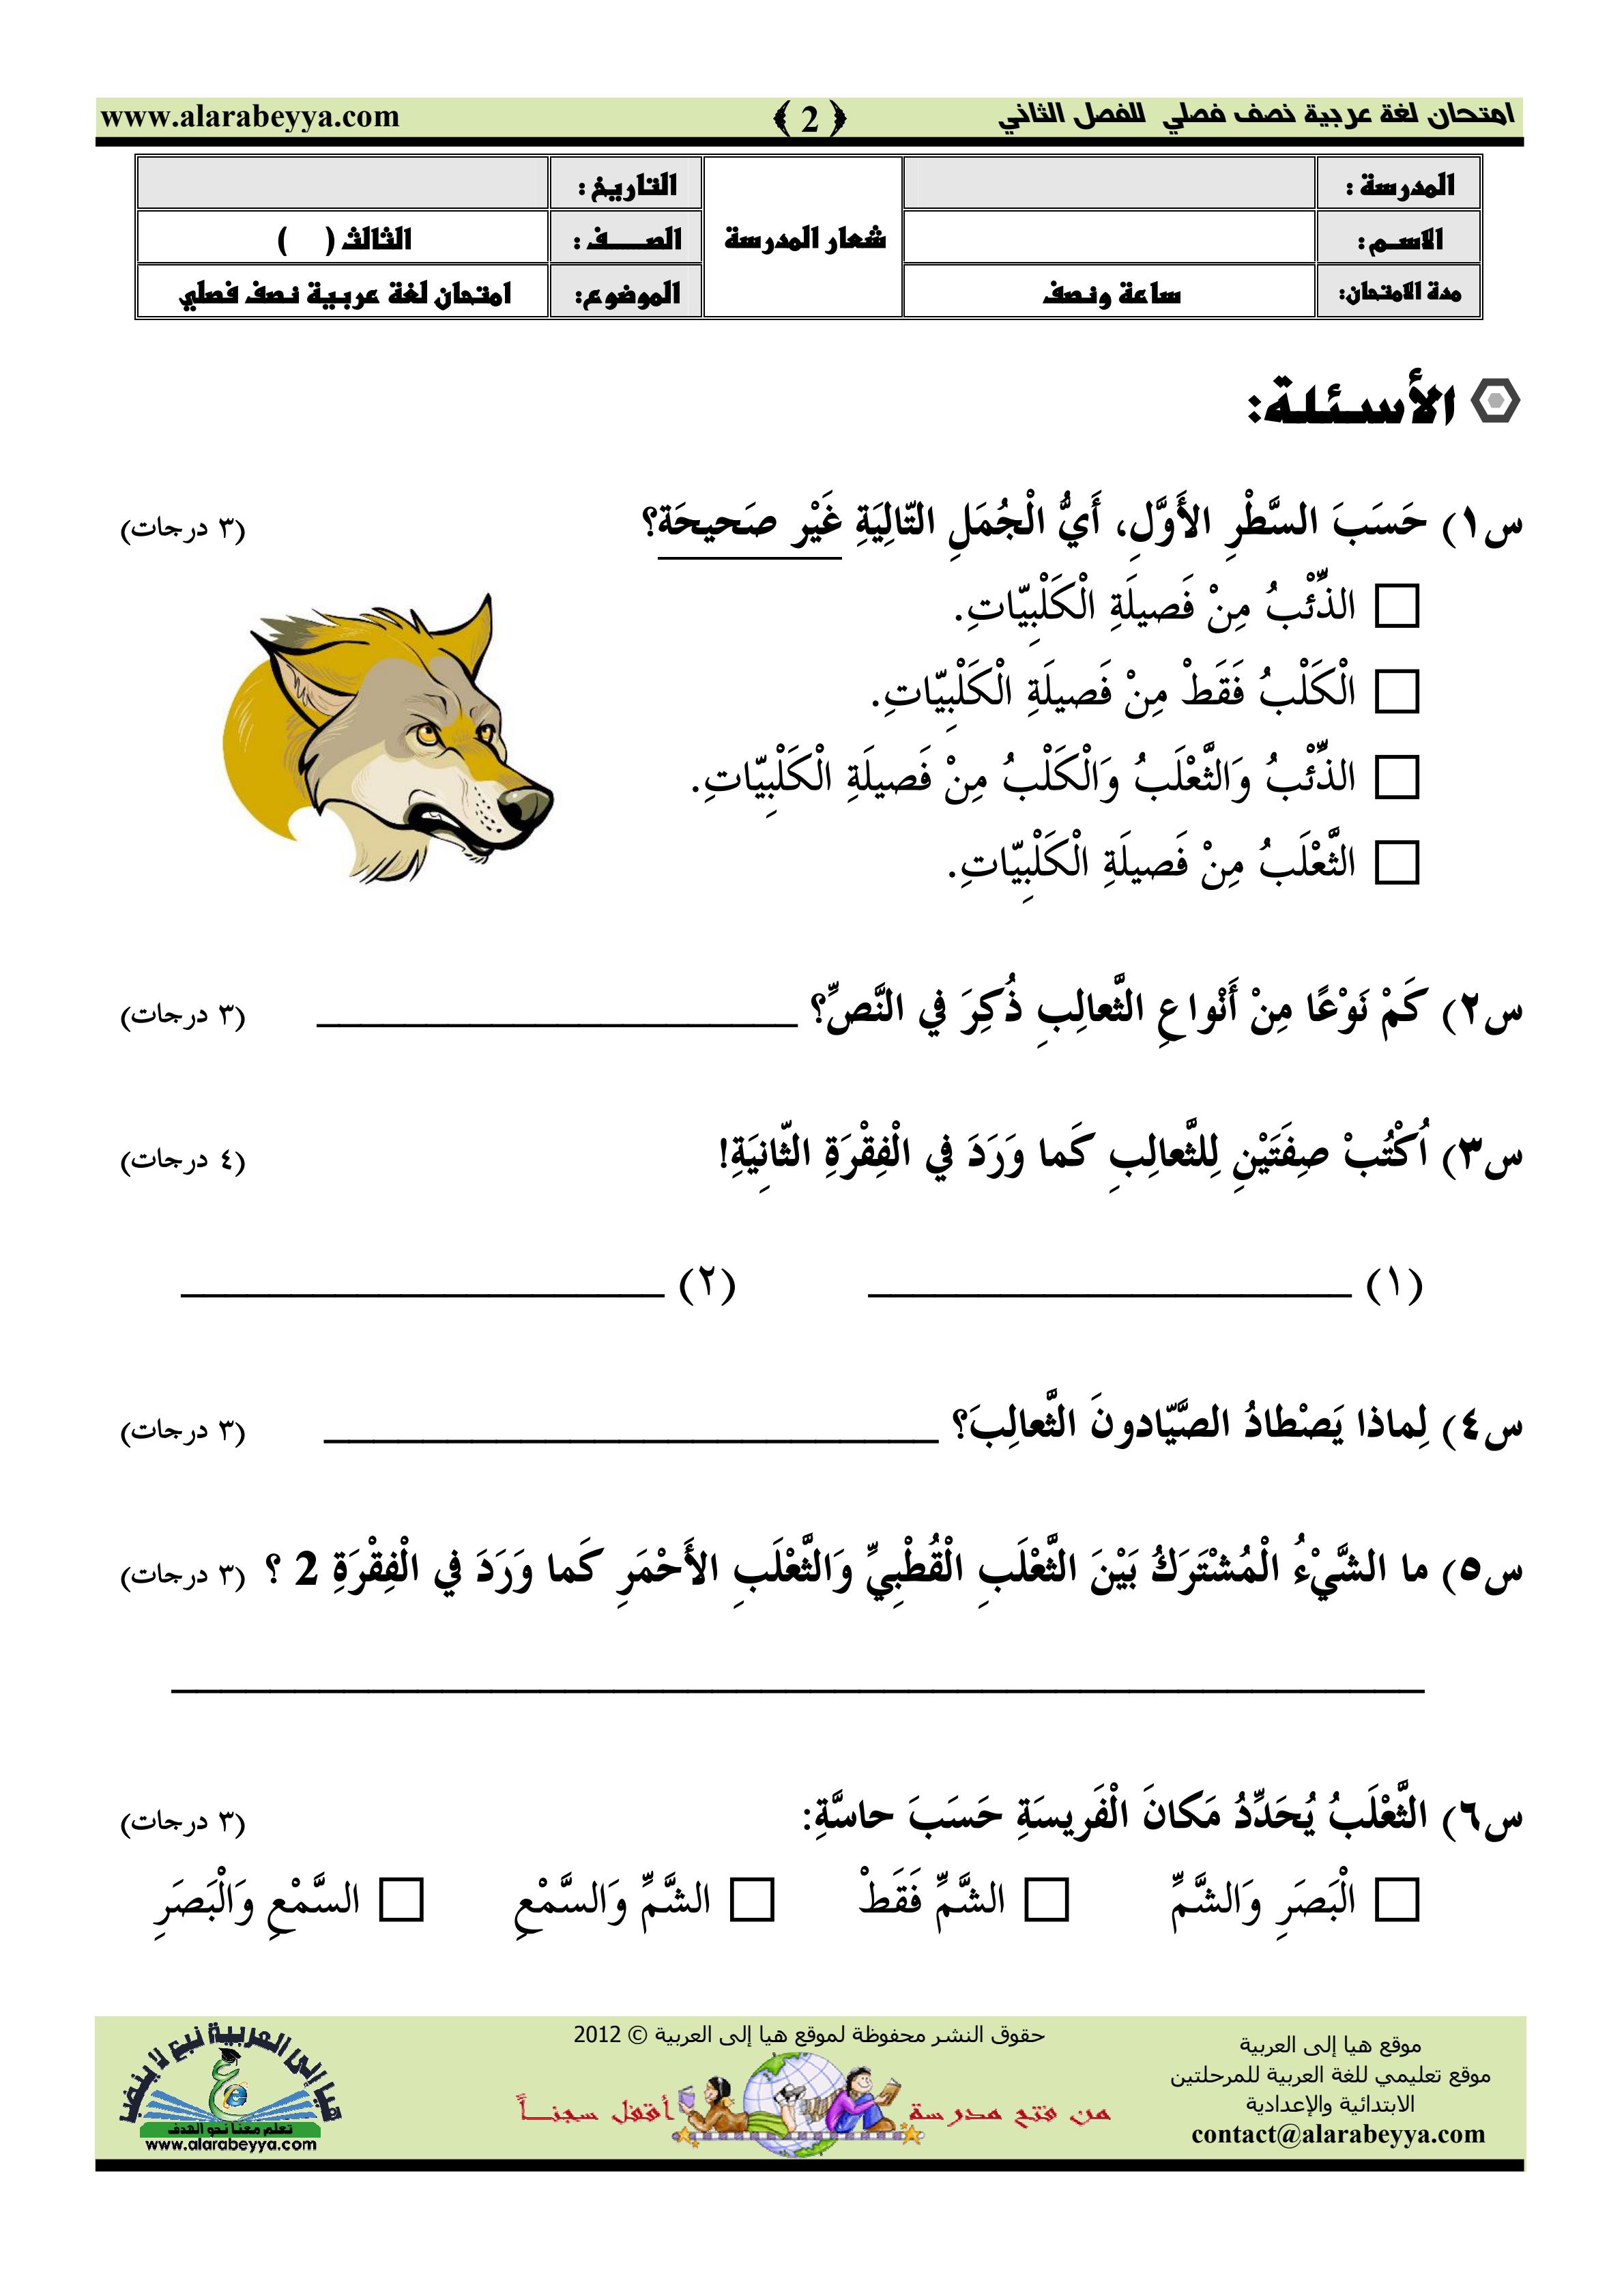 امتحان لغة عربية نصف فصلي للفصل الثاني ﴿ 2 ﴾ www.alarabeyya.com
المدرسة : شعار المدرسة التاريخ :
الاسم : الصف : الثالث ( )
مدة الامتحان: ساعة ونصف الموضوع: امتحان لغة عربية نصف فصلي
الأسئلة:
س١) حَسَبَ السَّطْرِ الأَوَّلِ، أَيُّ الْجُمَلِ التّالِيَةِ غَيْر صَحيحَة؟ (٣ درجات)
□ الذِّئْبُ مِنْ فَصيلَةِ الْكَلْبِيّاتِ.
□ الْكَلْبُ فَقَطْ مِنْ فَصيلَةِ الْكَلْبِيّاتِ.
□ الذِّئْبُ وَالثَّعْلَبُ وَالْكَلْبُ مِنْ فَصيلَةِ الْكَلْبِيّاتِ.
□ الثَّعْلَبُ مِنْ فَصيلَةِ الْكَلْبِيّاتِ.
س٢) كَمْ نَوْعًا مِنْ أَنْواعِ الثَّعالِبِ ذُكِرَ في النَّصِّ؟ ____________________ (٣ درجات)
س٣) اُكْتُبْ صِفَتَيْنِ لِلثَّعالِبِ كَما وَرَدَ في الْفِقْرَةِ الثّانِيَةِ! (٤ درجات)
(١) ____________________ (٢) ____________________
س٤) لِماذا يَصْطادُ الصَّيّادونَ الثَّعالِبَ؟ _________________________ (٣ درجات)
س٥) ما الشَّيْءُ الْمُشْتَرَكُ بَيْنَ الثَّعْلَبِ الْقُطْبِيِّ وَالثَّعْلَبِ الأَحْمَرِ كَما وَرَدَ في الْفِقْرَةِ 2 ؟ (٣ درجات)
س٦) الثَّعْلَبُ يُحَدِّدُ مَكانَ الْفَريسَةِ حَسَبَ حاسَّةِ: (٣ درجات)
□ الْبَصَرِ وَالشَّمِّ □ الشَّمِّ فَقَطْ □ الشَّمِّ وَالسَّمْعِ □ السَّمْعِ وَالْبَصَرِ
موقع هيا إلى العربية
موقع تعليمي للغة العربية للمرحلتين
الابتدائية والإعدادية
contact@alarabeyya.com
حقوق النشر محفوظة لموقع هيا إلى العربية © 2012
من فتح مدرسة أقفل سجناً
هيا إلى العربية نبع لا ينضب
تعلم معنا نحو الهدف
www.alarabeyya.com